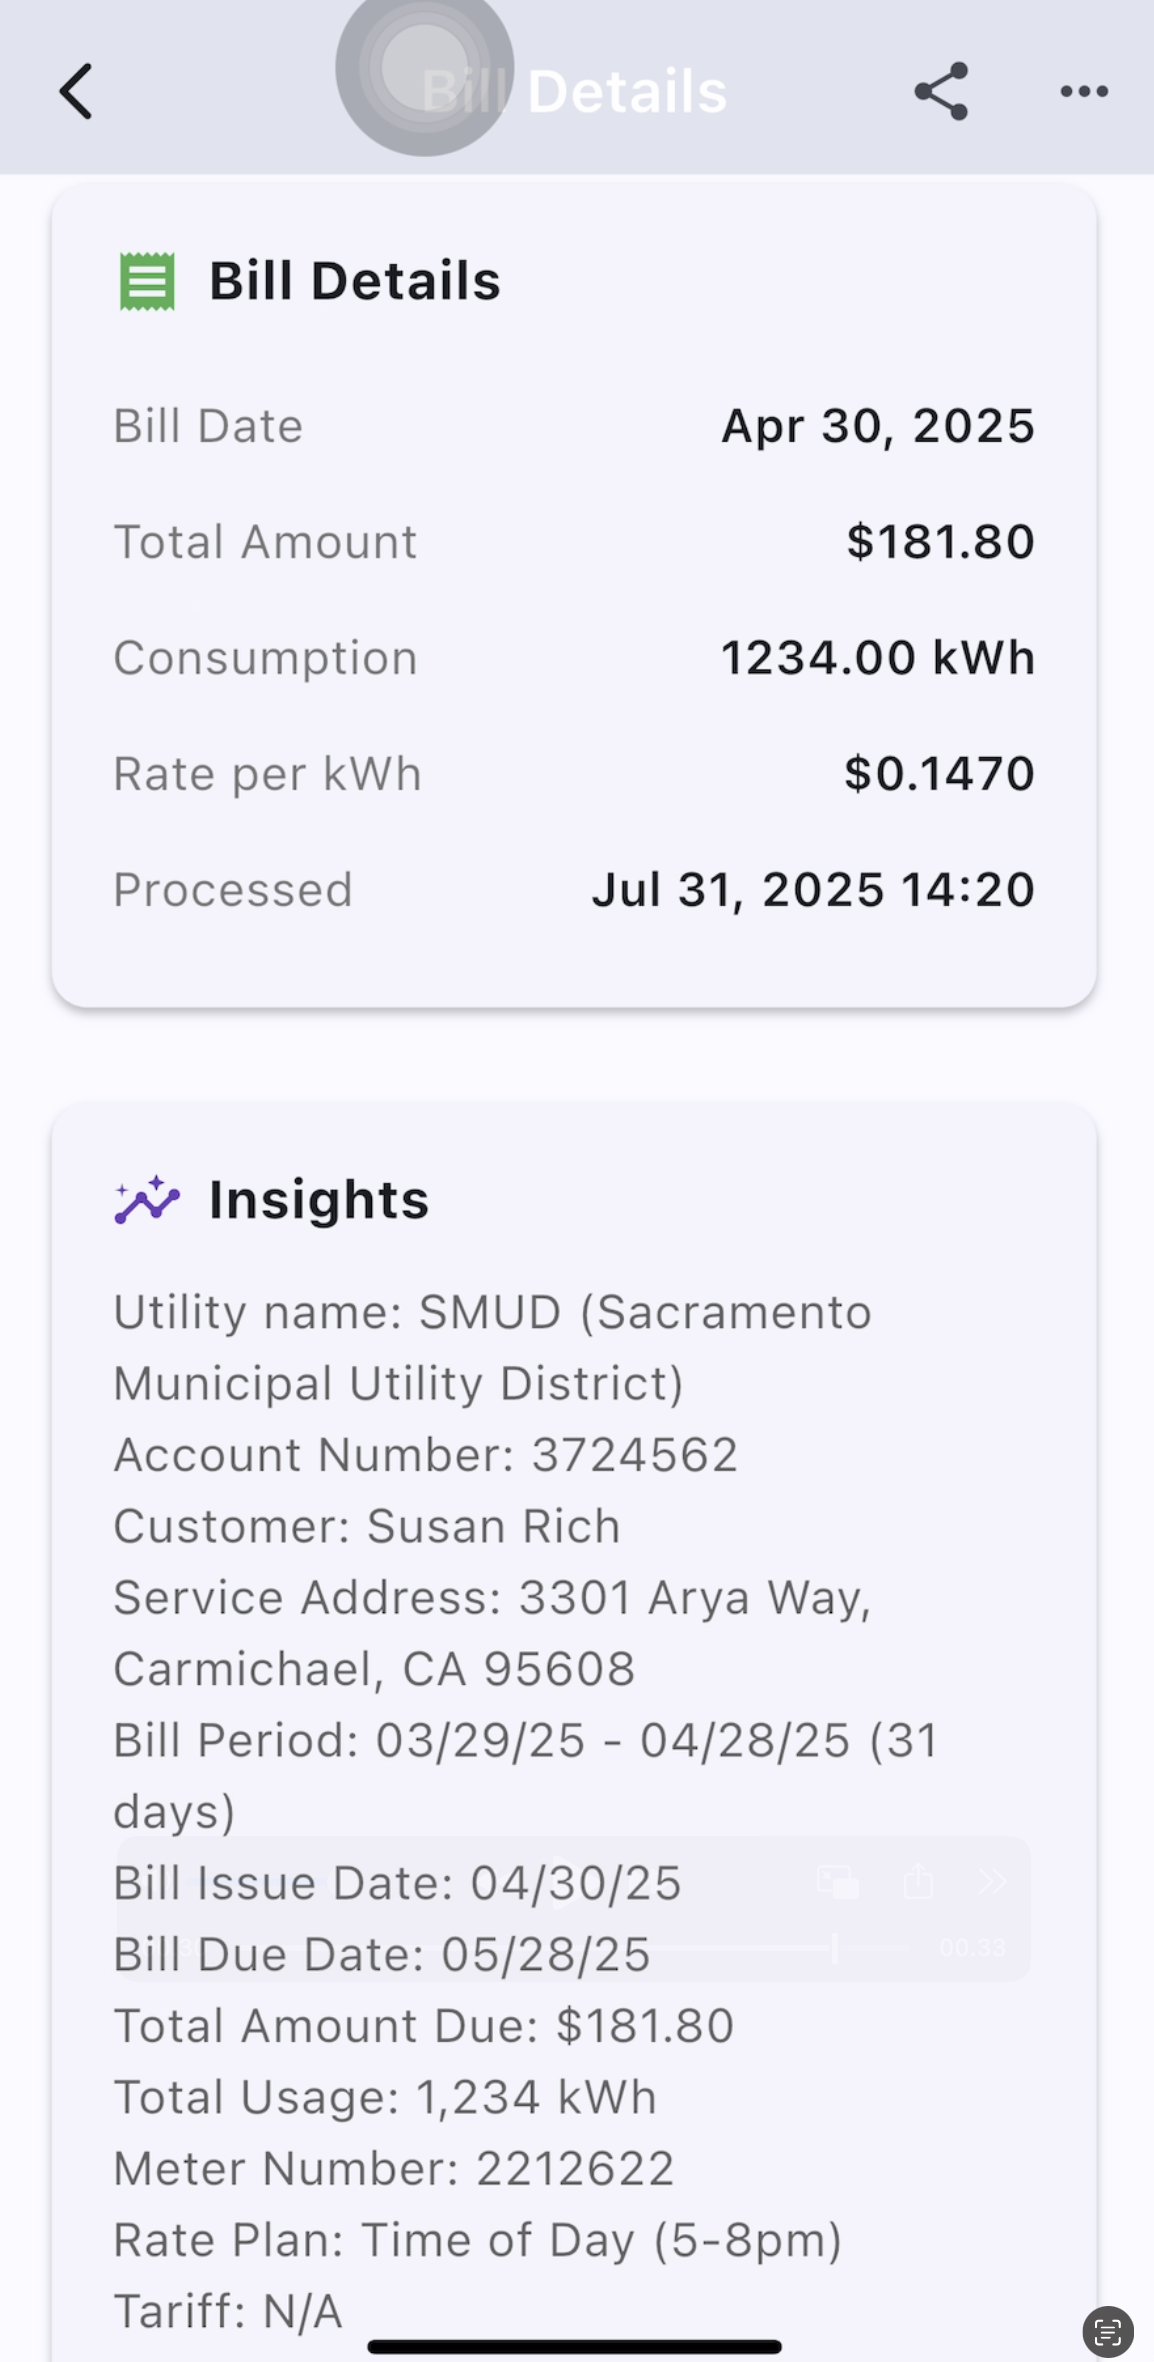 Bill Details
Bill Details
Bill Date Apr 30, 2025
Total Amount $181.80
Consumption 1234.00 kWh
Rate per kWh $0.1470
Processed Jul 31, 2025 14:20
Insights
Utility name: SMUD (Sacramento
Municipal Utility District)
Account Number: 3724562
Customer: Susan Rich
Service Address: 3301 Arya Way,
Carmichael, CA 95608
Bill Period: 03/29/25 - 04/28/25 (31
days)
Bill Issue Date: 04/30/25
Bill Due Date: 05/28/25
00:33
Total Amount Due: $181.80
Total Usage: 1,234 kWh
Meter Number: 2212622
Rate Plan: Time of Day (5-8pm)
Tariff: N/A